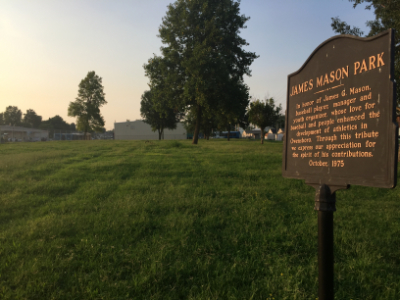 JAMES MASON PARK
In honor of James G. Mason,
baseball player, manager and
youth organizer whose love for
baseball and people enhanced the
development of athletics in
Owensboro. Through this tribute
we express our appreciation for
the spirit of his contributions.
October, 1975